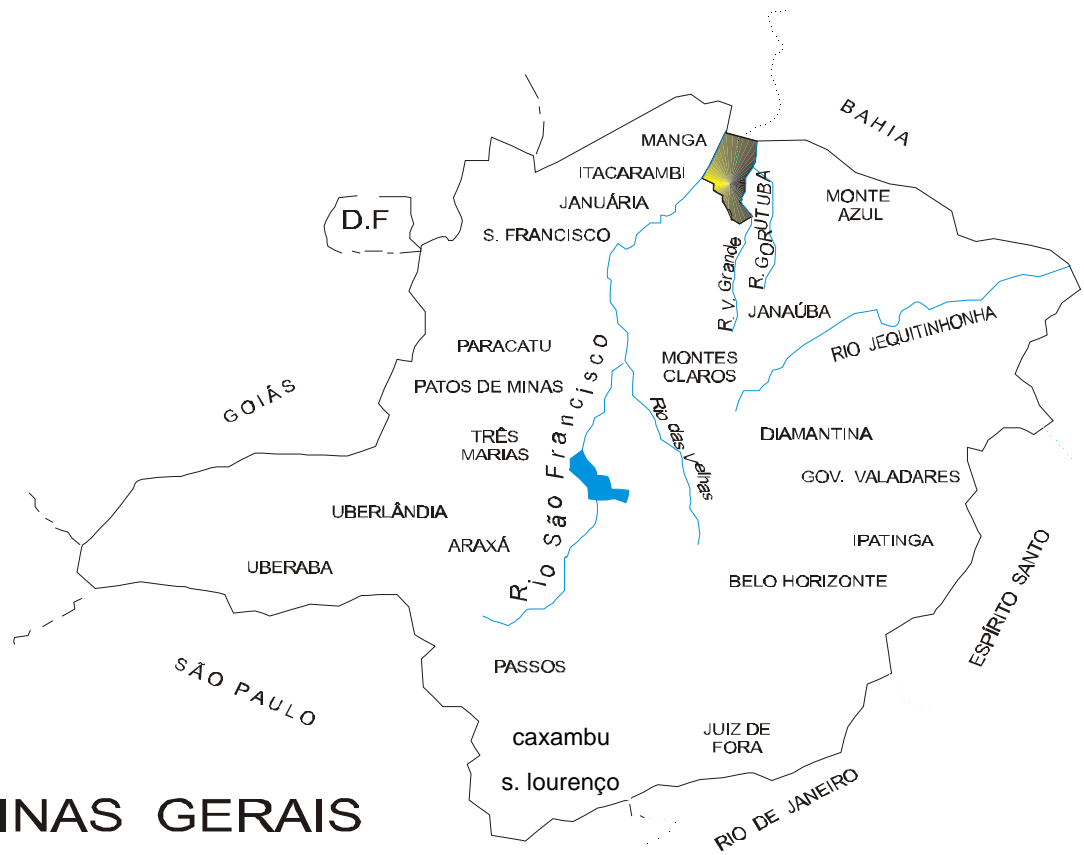 BAHIA
MANGA
ITACARAMBI
JANUÁRIA
S. FRANCISCO
D.F
MONTE
AZUL
R. GORUTUBA
R. V. Grande
JANAÚBA
RIO JEQUITINHONHA
PARACATU
PATOS DE MINAS
MONTES
CLAROS
GOIÁS
Rio São Francisco
Rio das Velhas
TRÊS
MARIAS
DIAMANTINA
GOV. VALADARES
UBERLÂNDIA
ARAXÁ
UBERABA
IPATINGA
BELO HORIZONTE
ESPÍRITO SANTO
PASSOS
SÃO PAULO
caxambu
JUIZ DE
FORA
s. lourenço
RIO DE JANEIRO
INAS GERAIS